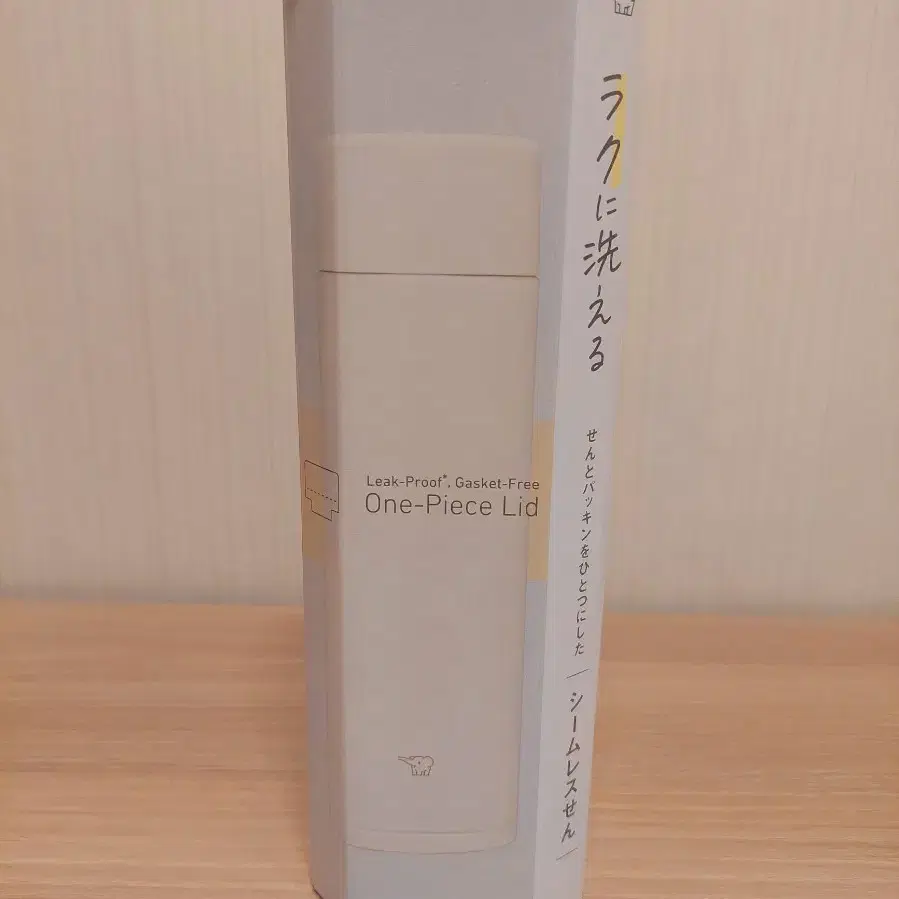 Leak-Proof*, Gasket-Free
One-Piece Lid
ラクに洗える
せんとパッキンをひとつにした
シームレスせん